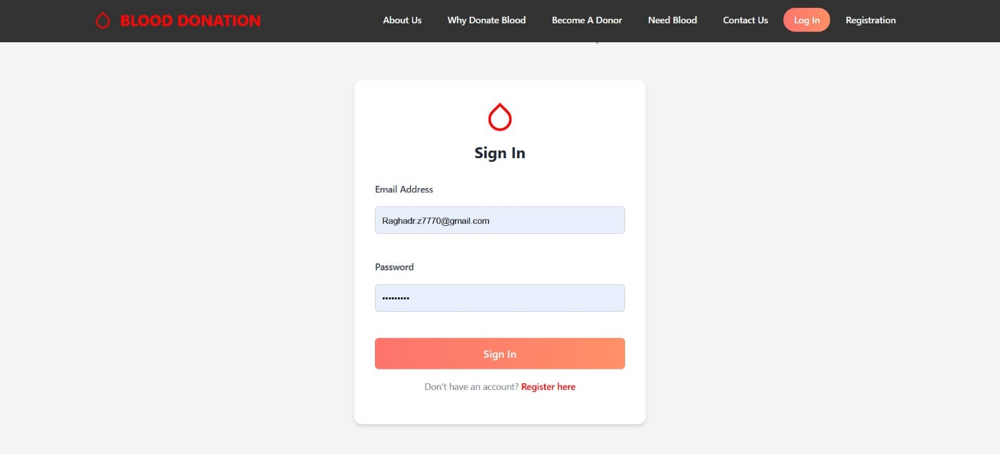 BLOOD DONATION About Us Why Donate Blood Become A Donor Need Blood Contact Us Log In Registration
Sign In
Email Address
Raghadr.z7770@gmail.com
Password
•••••••••
Sign In
Don't have an account? Register here